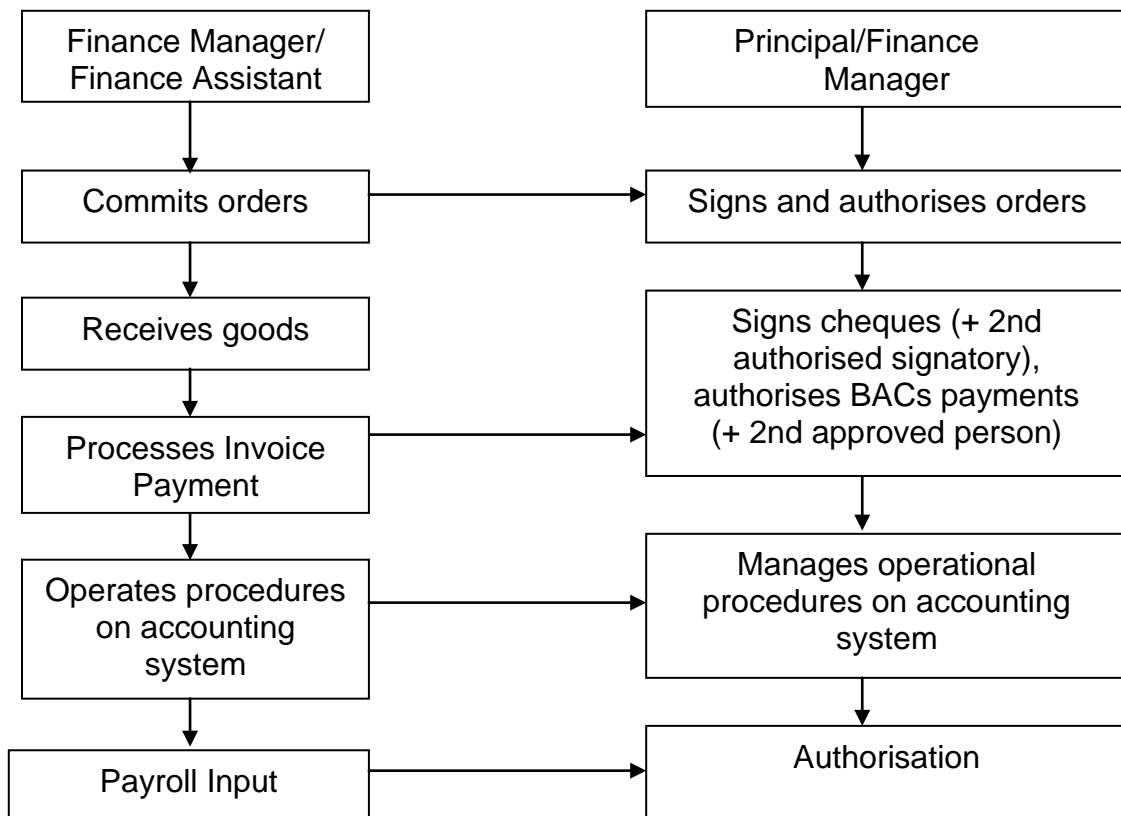 Finance Manager/
Finance Assistant
Principal/Finance
Manager
Commits orders
Signs and authorises orders
Receives goods
Signs cheques (+ 2nd
authorised signatory),
authorises BACs payments
(+ 2nd approved person)
Processes Invoice
Payment
Operates procedures
on accounting
system
Manages operational
procedures on accounting
system
Payroll Input
Authorisation